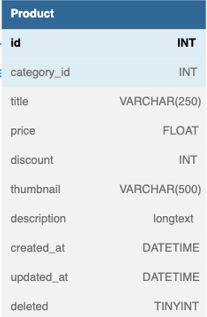 Product
id INT
category_id INT
title VARCHAR(250)
price FLOAT
discount INT
thumbnail VARCHAR(500)
description longtext
created_at DATETIME
updated_at DATETIME
deleted TINYINT